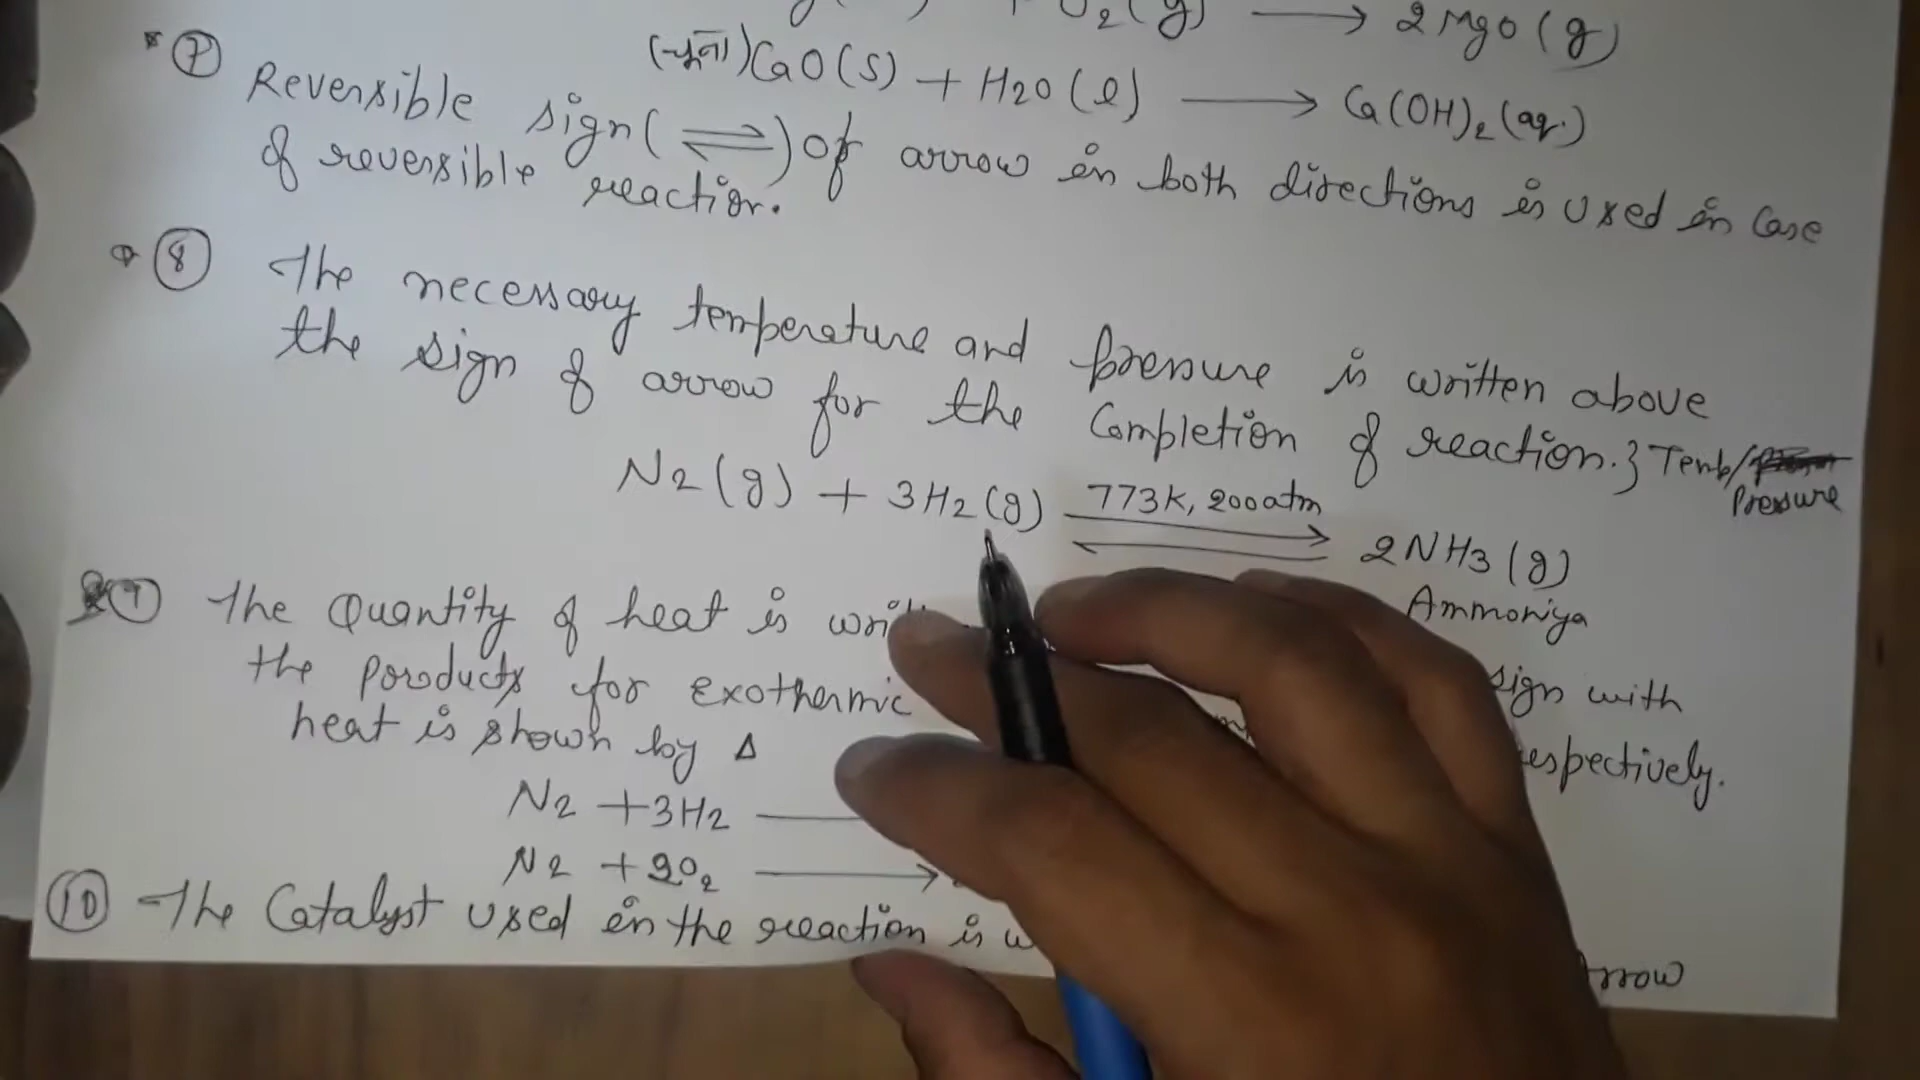 O2(g) → 2MgO(g)
(चूना)CaO(s) + H2O(l) → Ca(OH)2(aq.)
7 Reversible sign(⇌)of arrow in both directions is used in case
of reversible reaction.
8 The necessary temperature and pressure is written above
the sign of arrow for the Completion of reaction.} Temp/
Pressure
N2(g) + 3H2(g) ⇌ 773K, 200atm 2NH3(g)
Ammoniya
9 The Quantity of heat is sign with
the products for exothermic respectively.
heat is shown by Δ
N2 +3H2
N2 +2O2 →
10 The Catalyst used in the reaction is